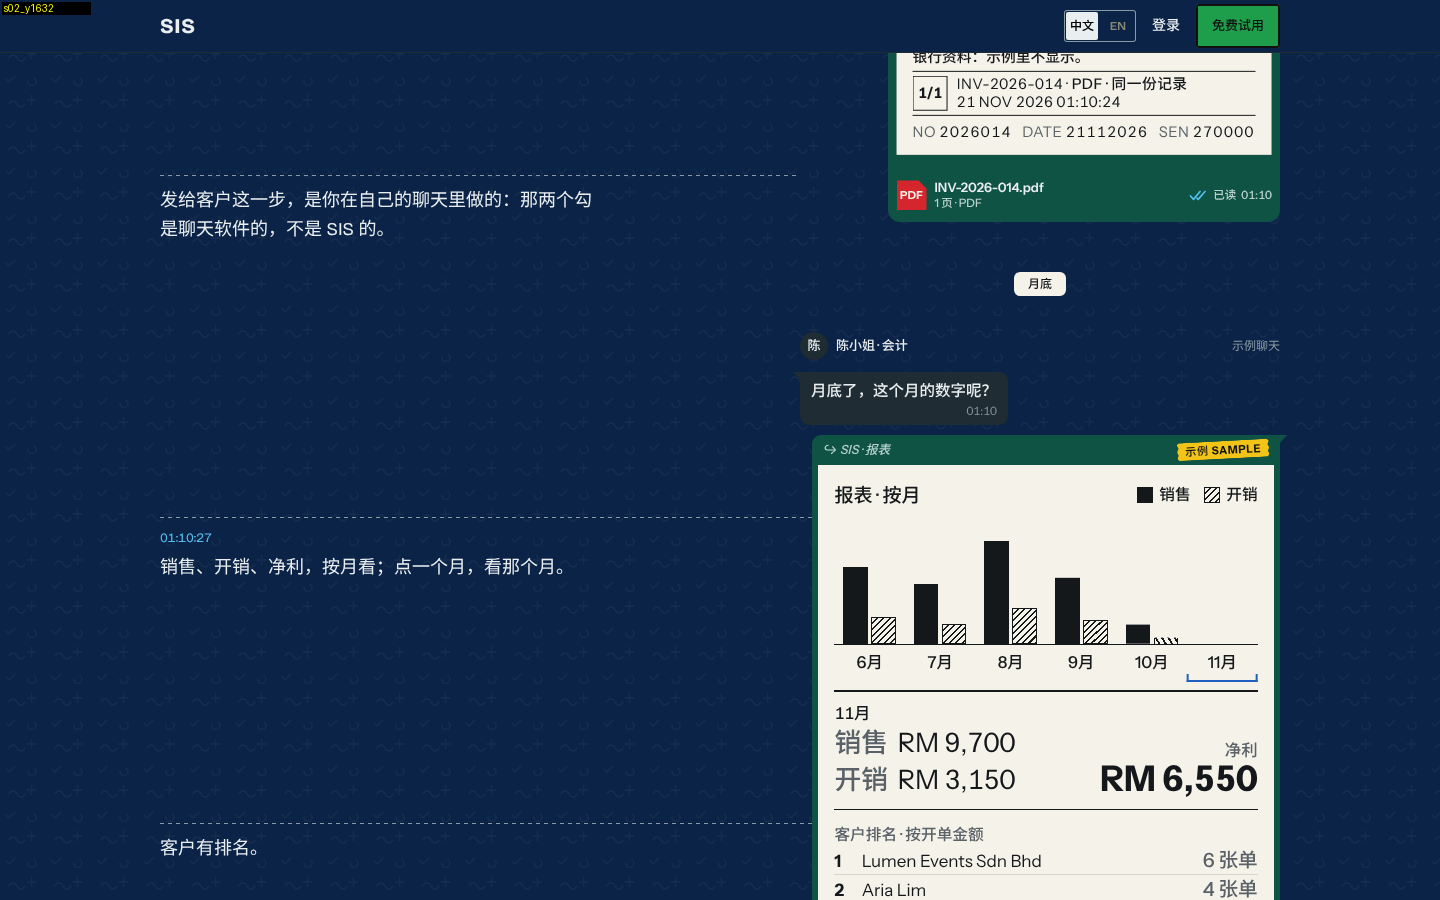 s02_y1632
SIS
中文 EN 登录 免费试用
银行资料：示例里不显示。
1/1
INV-2026-014 · PDF · 同一份记录
21 NOV 2026 01:10:24
NO 2026014 DATE 21112026 SEN 270000
发给客户这一步，是你在自己的聊天里做的：那两个勾
是聊天软件的，不是 SIS 的。
PDF
INV-2026-014.pdf
1 页 · PDF
已读 01:10
月底
陈 陈小姐 · 会计
示例聊天
月底了，这个月的数字呢？
01:10
SIS · 报表
示例 SAMPLE
报表 · 按月
销售 开销
01:10:27
销售、开销、净利，按月看；点一个月，看那个月。
6月 7月 8月 9月 10月 11月
11月
销售 RM 9,700
开销 RM 3,150
净利
RM 6,550
客户有排名。
客户排名 · 按开单金额
1 Lumen Events Sdn Bhd 6 张单
2 Aria Lim 4 张单